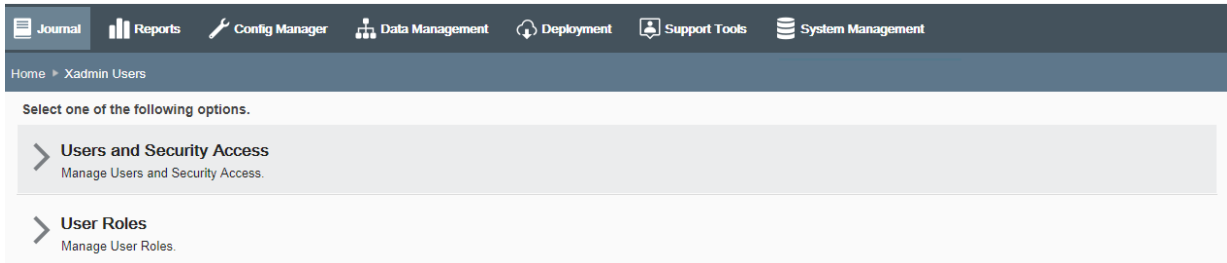 Journal Reports Config Manager Data Management Deployment Support Tools System Management
Home Xadmin Users
Select one of the following options.
Users and Security Access
Manage Users and Security Access.
User Roles
Manage User Roles.